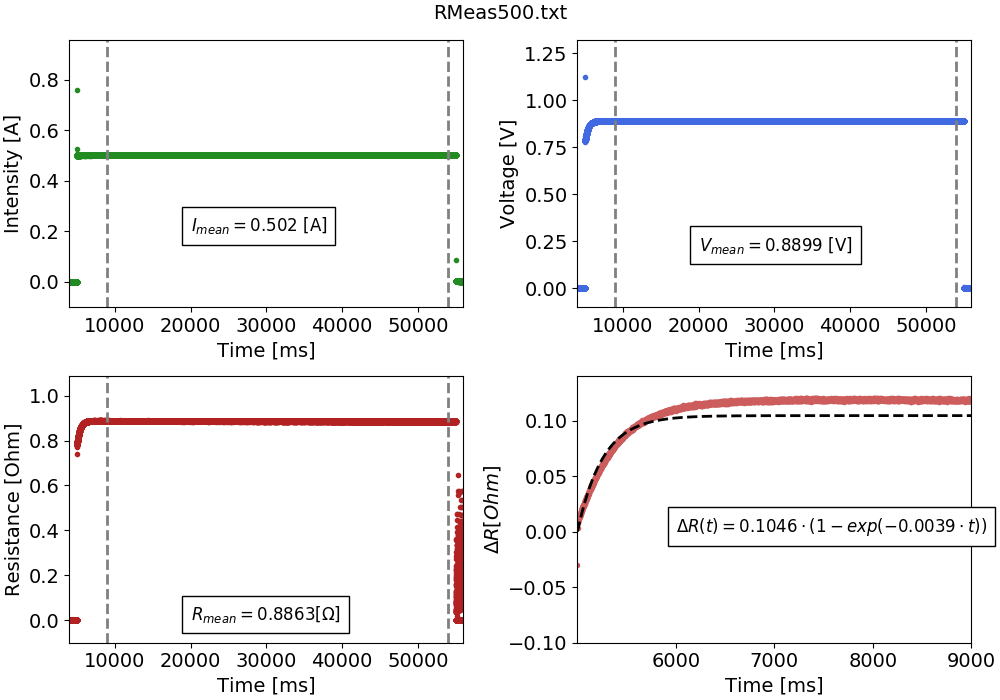 RMeas500.txt
Intensity [A]
0.8
0.6
0.4
0.2
0.0
I_mean = 0.502 [A]
10000 20000 30000 40000 50000
Time [ms]
Voltage [V]
1.25
1.00
0.75
0.50
0.25
0.00
V_mean = 0.8899 [V]
10000 20000 30000 40000 50000
Time [ms]
Resistance [Ohm]
1.0
0.8
0.6
0.4
0.2
0.0
R_mean = 0.8863[Ω]
10000 20000 30000 40000 50000
Time [ms]
ΔR[Ohm]
0.10
0.05
0.00
−0.05
−0.10
ΔR(t) = 0.1046 · (1 − exp(−0.0039 · t))
6000 7000 8000 9000
Time [ms]